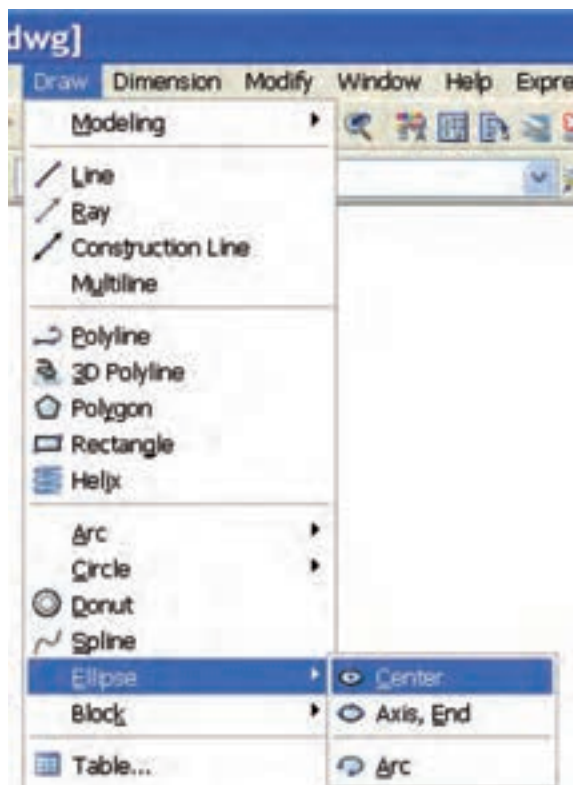 dwg]
Draw Dimension Modify Window Help Expre
Modeling
Line
Ray
Construction Line
Multiline
Polyline
3D Polyline
Polygon
Rectangle
Helix
Arc
Circle
Donut
Spline
Ellipse
Center
Block
Axis, End
Table...
Arc